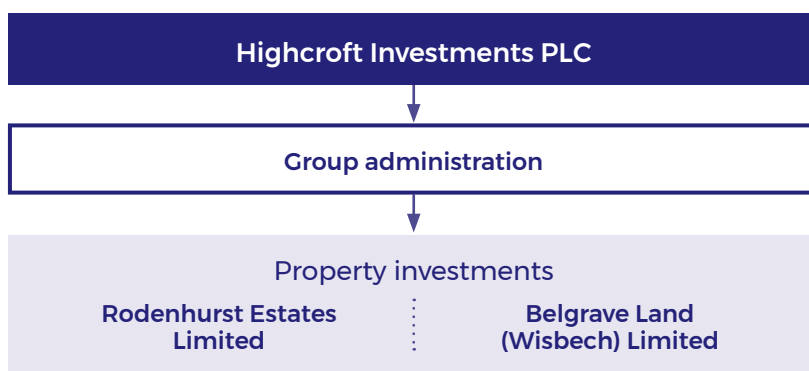 Highcroft Investments PLC
Group administration
Property investments
Rodenhurst Estates
Limited
Belgrave Land
(Wisbech) Limited